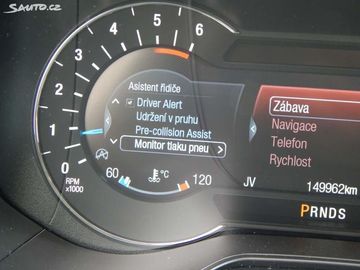 Sauto.cz
6
5
4
3
2
1
0
RPM
x1000
Asistent řidiče
Driver Alert
Udržení v pruhu
Pre-collision Assist
Monitor tlaku pneu
60 °C 120
Zábava
Navigace
Telefon
Rychlost
JV 149962km
PRNDS